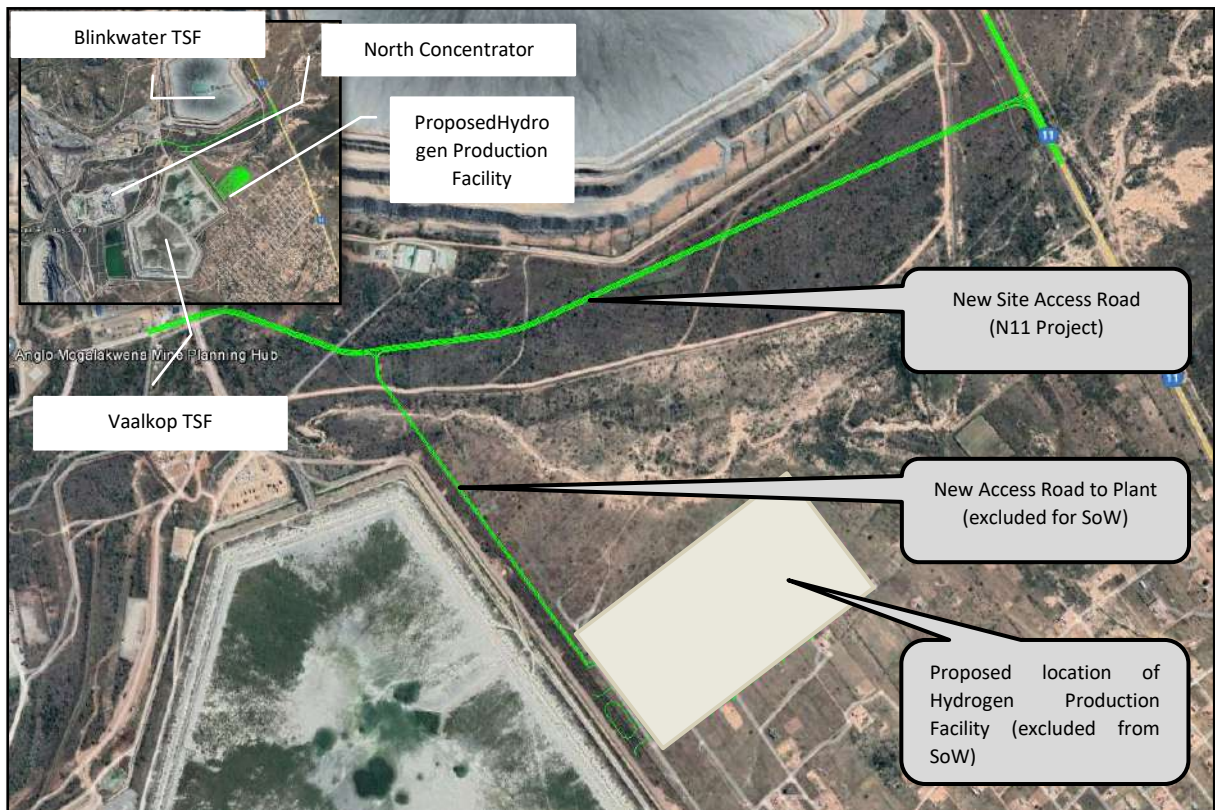 Blinkwater TSF
North Concentrator
ProposedHydro
gen Production
Facility
11
11
New Site Access Road
(N11 Project)
Anglo Mogalakwena Mine Planning Hub
11
Vaalkop TSF
New Access Road to Plant
(excluded for SoW)
Proposed location of
Hydrogen Production
Facility (excluded from
SoW)